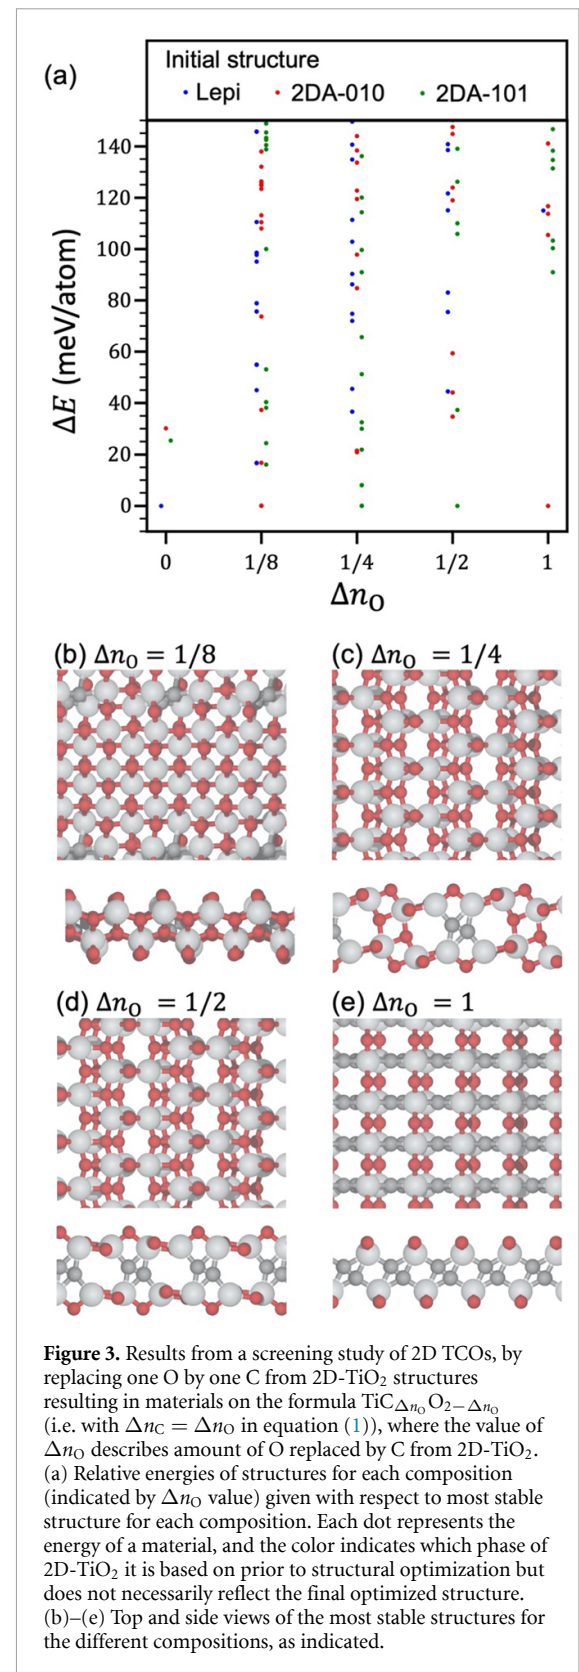 (a)
Initial structure
• Lepi • 2DA-010 • 2DA-101
ΔE (meV/atom)
140
120
100
80
60
40
20
0
0 1/8 1/4 1/2 1
Δn_O
(b) Δn_O = 1/8
(c) Δn_O = 1/4
(d) Δn_O = 1/2
(e) Δn_O = 1
Figure 3. Results from a screening study of 2D TCOs, by
replacing one O by one C from 2D-TiO₂ structures
resulting in materials on the formula TiC_{Δn_O}O_{2−Δn_O}
(i.e. with Δn_C = Δn_O in equation (1)), where the value of
Δn_O describes amount of O replaced by C from 2D-TiO₂.
(a) Relative energies of structures for each composition
(indicated by Δn_O value) given with respect to most stable
structure for each composition. Each dot represents the
energy of a material, and the color indicates which phase of
2D-TiO₂ it is based on prior to structural optimization but
does not necessarily reflect the final optimized structure.
(b)–(e) Top and side views of the most stable structures for
the different compositions, as indicated.